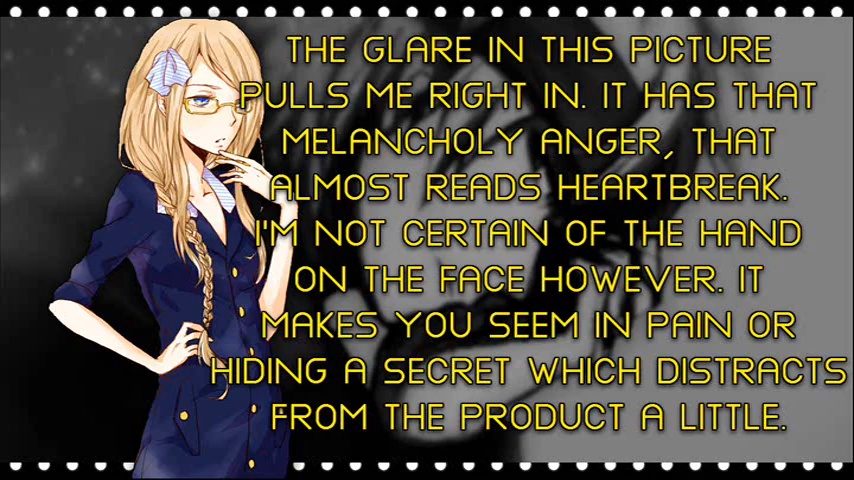 THE GLARE IN THIS PICTURE
PULLS ME RIGHT IN. IT HAS THAT
MELANCHOLY ANGER, THAT
ALMOST READS HEARTBREAK.
I'M NOT CERTAIN OF THE HAND
ON THE FACE HOWEVER. IT
MAKES YOU SEEM IN PAIN OR
HIDING A SECRET WHICH DISTRACTS
FROM THE PRODUCT A LITTLE.